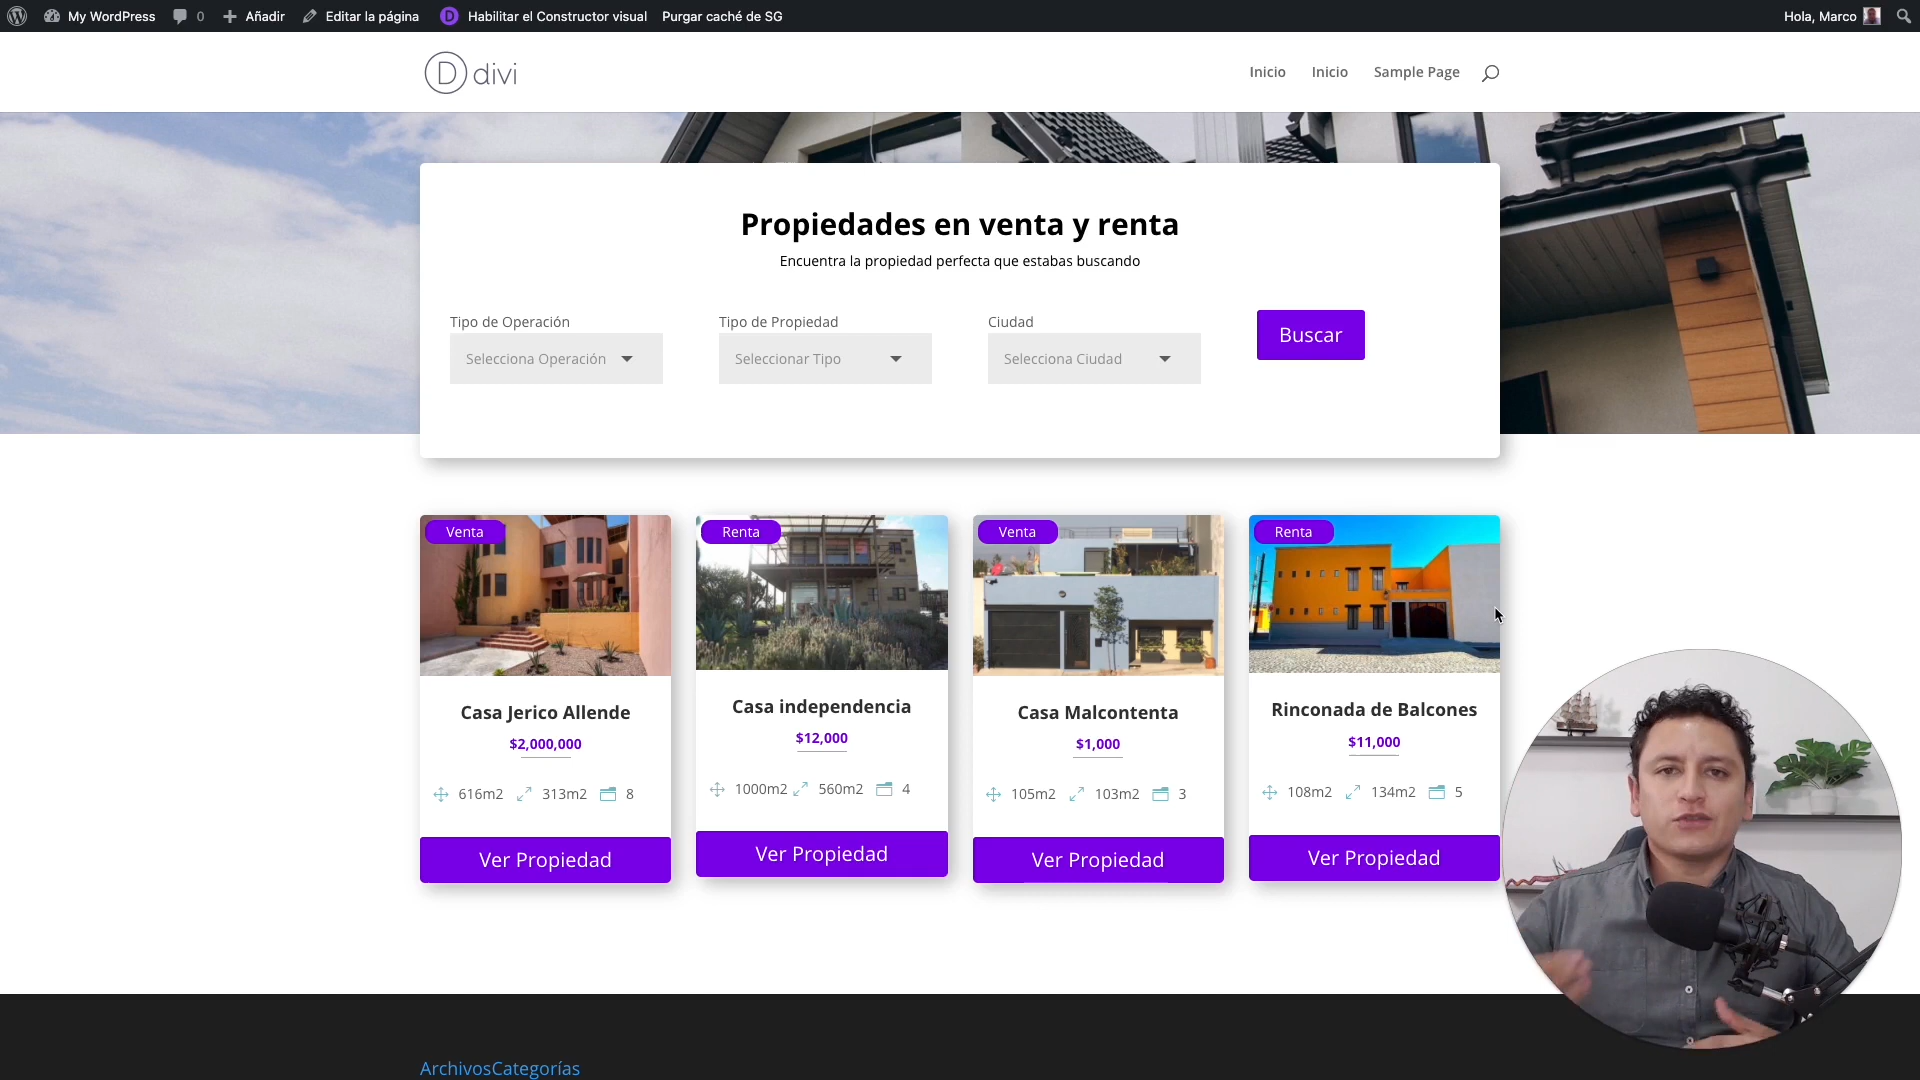 My WordPress 0 Añadir Editar la página D Habilitar el Constructor visual Purgar caché de SG Hola, Marco
D divi Inicio Inicio Sample Page
Propiedades en venta y renta
Encuentra la propiedad perfecta que estabas buscando
Tipo de Operación Tipo de Propiedad Ciudad
Selecciona Operación Seleccionar Tipo Selecciona Ciudad Buscar
Venta Renta Venta Renta
Casa Jerico Allende Casa independencia Casa Malcontenta Rinconada de Balcones
$2,000,000 $12,000 $1,000 $11,000
616m2 313m2 8 1000m2 560m2 4 105m2 103m2 3 108m2 134m2 5
Ver Propiedad Ver Propiedad Ver Propiedad Ver Propiedad
ArchivosCategorías